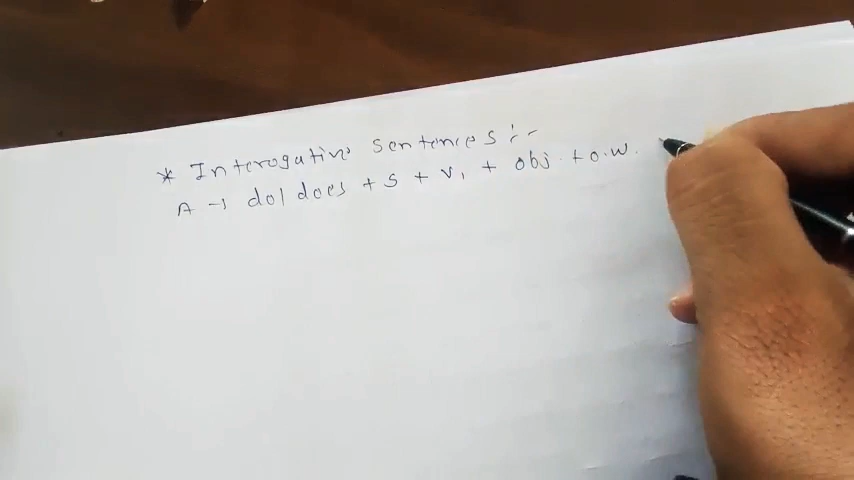 * Interogative sentences :-
A → do/does + S + V₁ + obj. + o.w.